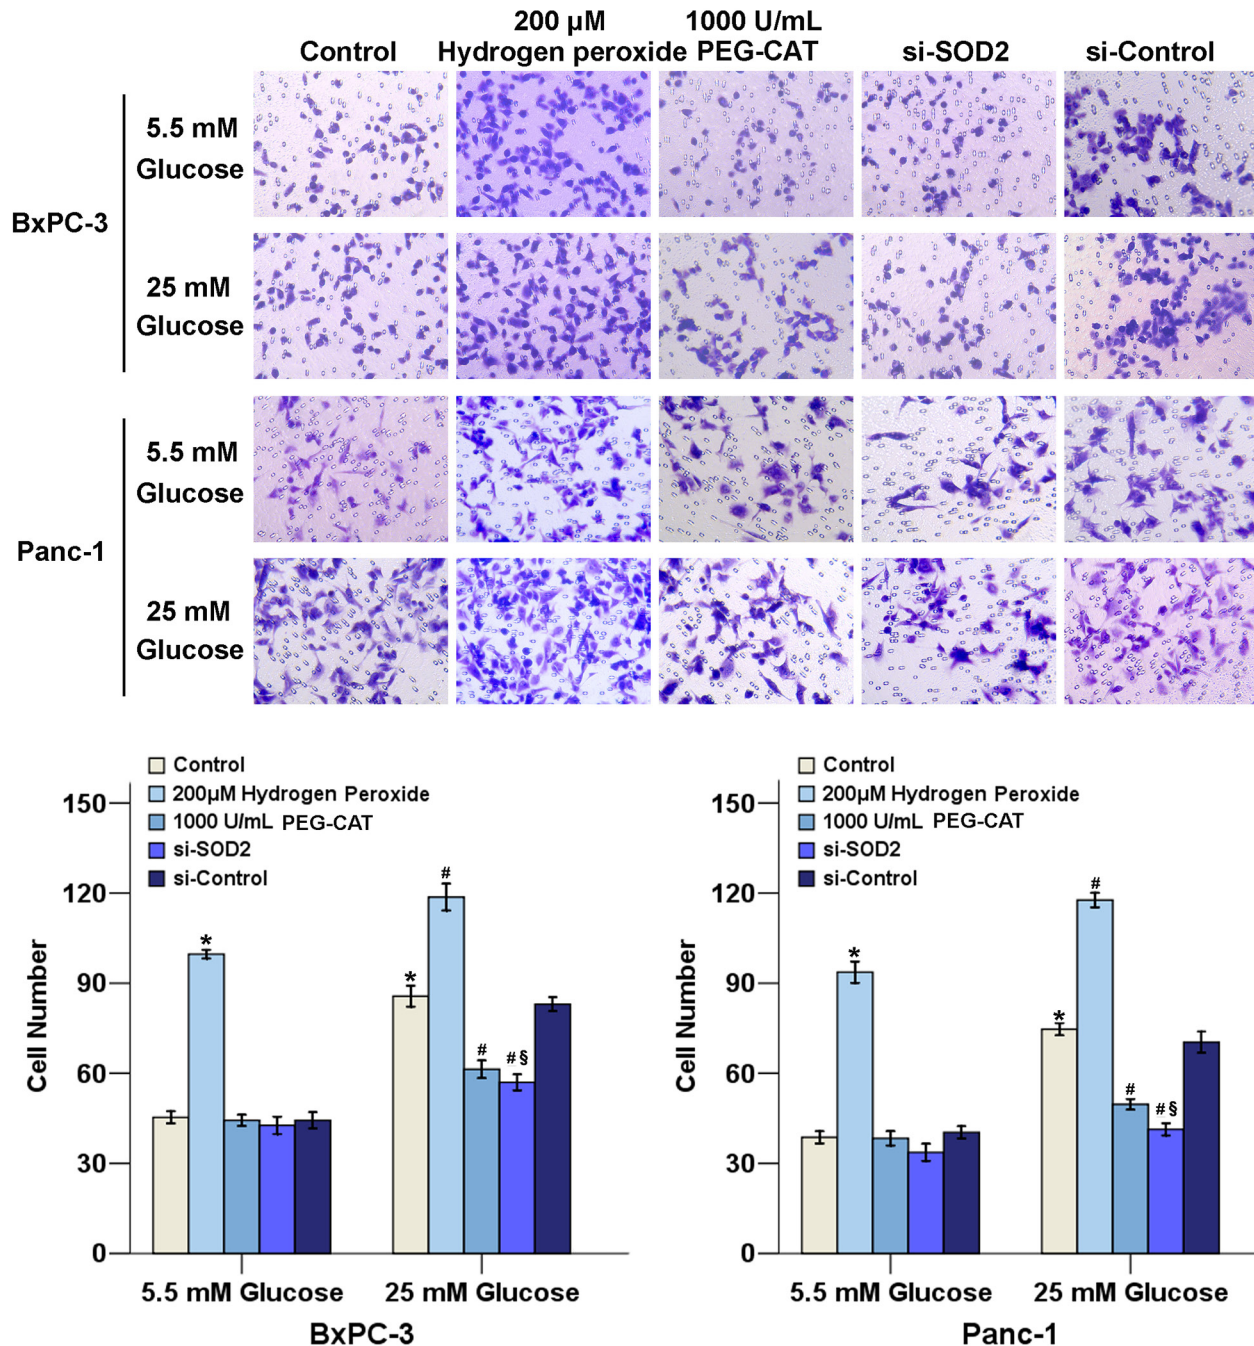 Control
200 µM
Hydrogen peroxide
1000 U/mL
PEG-CAT
si-SOD2
si-Control
BxPC-3
5.5 mM
Glucose
25 mM
Glucose
Panc-1
5.5 mM
Glucose
25 mM
Glucose
Control
200µM Hydrogen Peroxide
1000 U/mL PEG-CAT
si-SOD2
si-Control
Cell Number
150
120
90
60
30
0
*
*
#
#
#§
5.5 mM Glucose
25 mM Glucose
BxPC-3
Control
200µM Hydrogen Peroxide
1000 U/mL PEG-CAT
si-SOD2
si-Control
Cell Number
150
120
90
60
30
0
*
*
#
#
#§
5.5 mM Glucose
25 mM Glucose
Panc-1